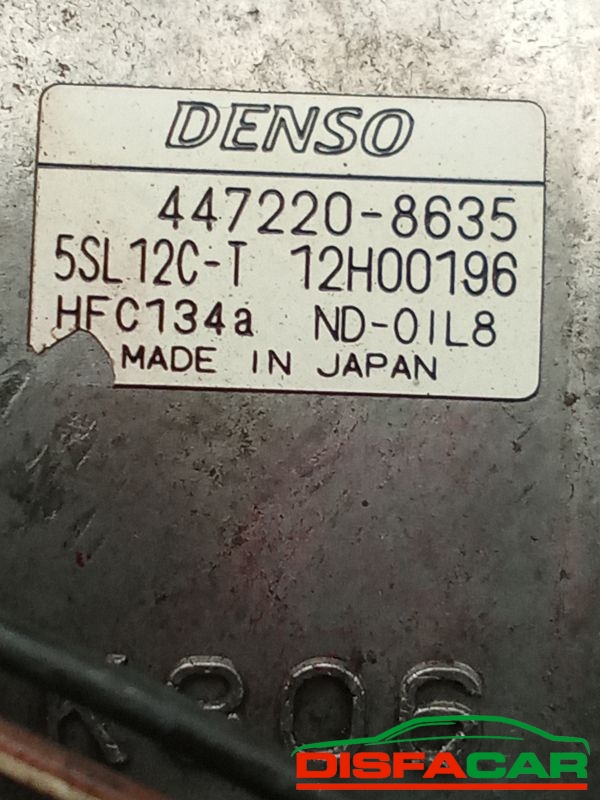 DENSO
447220-8635
5SL12C-T 12H00196
HFC134a ND-OIL8
MADE IN JAPAN
DISFACAR